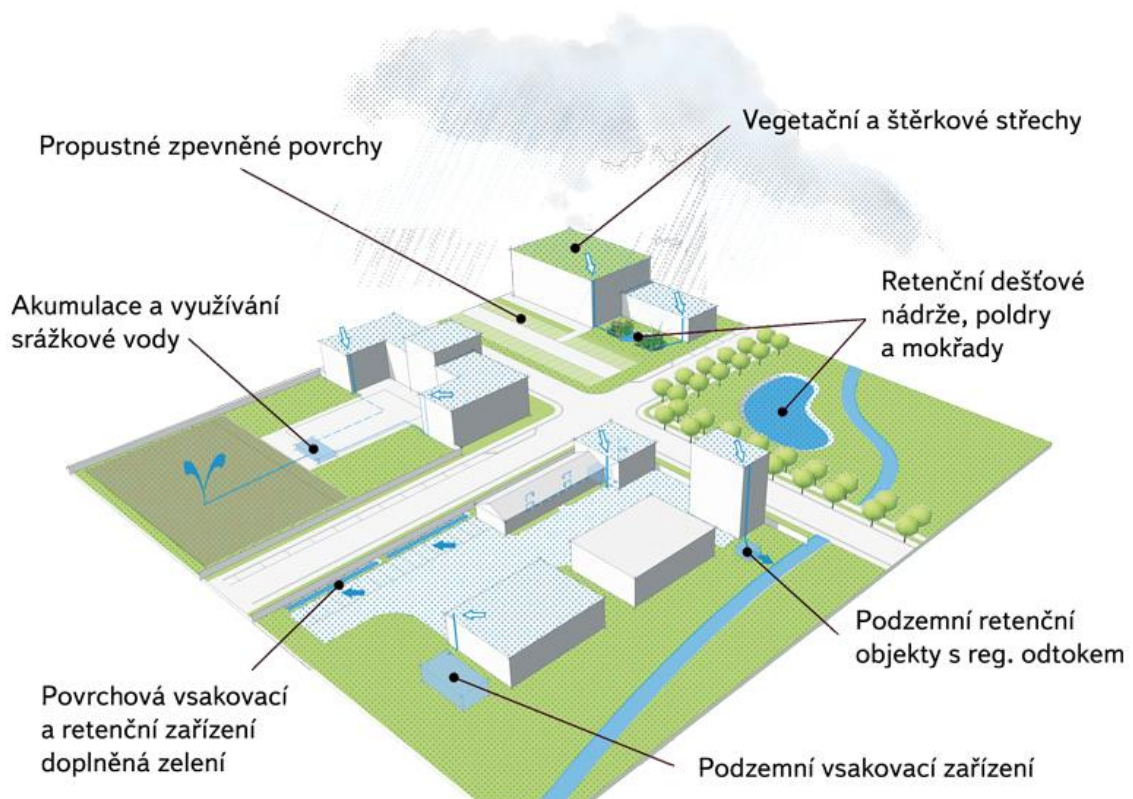 Vegetační a štěrkové střechy
Propustné zpevněné povrchy
Retenční dešťové
nádrže, poldry
a mokřady
Akumulace a využívání
srážkové vody
Podzemní retenční
objekty s reg. odtokem
Povrchová vsakovací
a retenční zařízení
doplněná zelení
Podzemní vsakovací zařízení